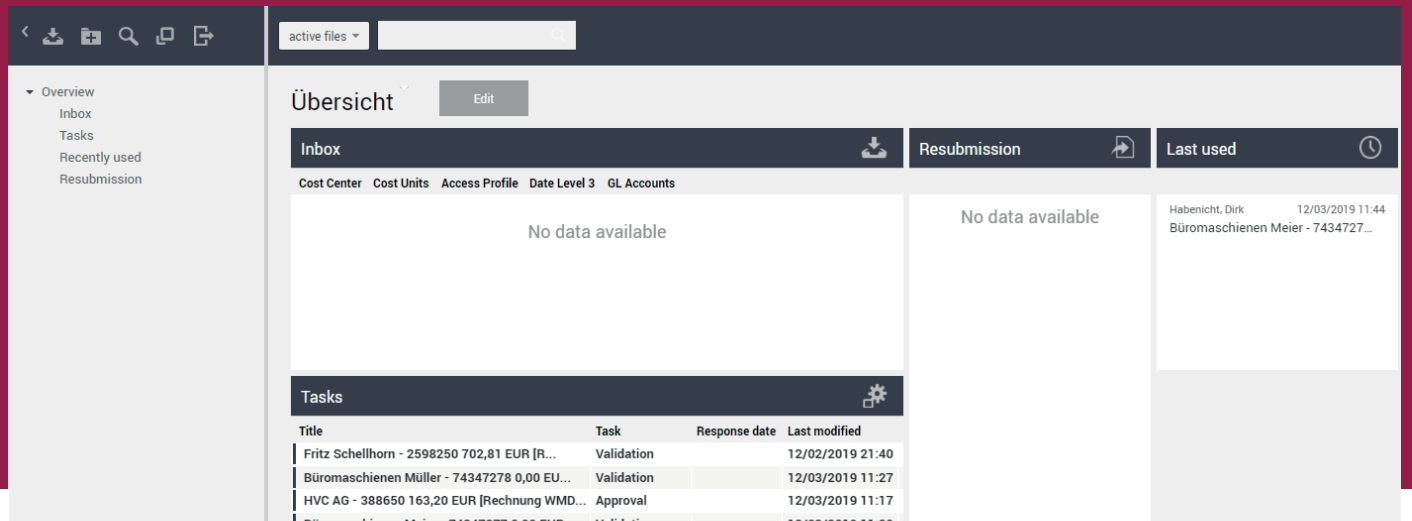 active files
Overview
Inbox
Tasks
Recently used
Resubmission
Übersicht
Edit
Inbox
Cost Center Cost Units Access Profile Date Level 3 GL Accounts
No data available
Resubmission
No data available
Last used
Habenicht, Dirk 12/03/2019 11:44
Büromaschienen Meier - 7434727...
Tasks
Title Task Response date Last modified
Fritz Schellhorn - 2598250 702,81 EUR [R... Validation 12/02/2019 21:40
Büromaschienen Müller - 74347278 0,00 EU... Validation 12/03/2019 11:27
HVC AG - 388650 163,20 EUR [Rechnung WMD... Approval 12/03/2019 11:17